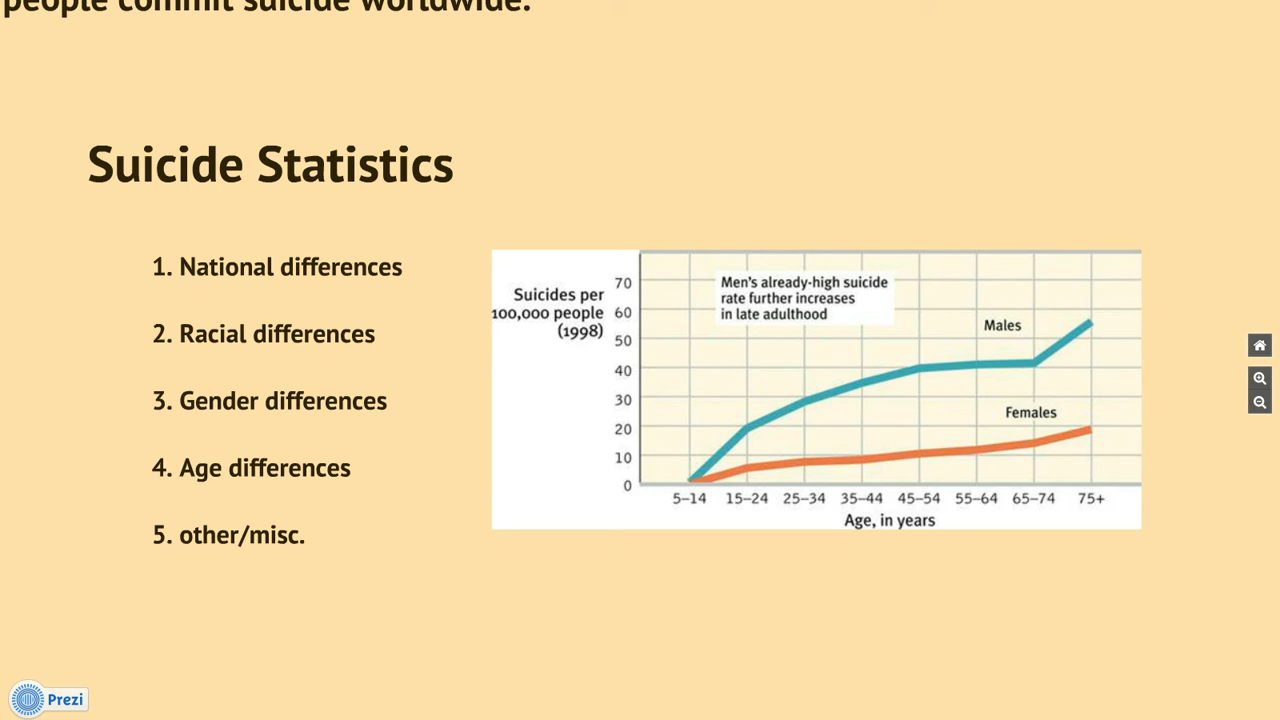 people commit suicide worldwide.
Suicide Statistics
1. National differences
2. Racial differences
3. Gender differences
4. Age differences
5. other/misc.
Suicides per
100,000 people
(1998)
70
60
50
40
30
20
10
0
Men's already-high suicide
rate further increases
in late adulthood
Males
Females
5–14 15–24 25–34 35–44 45–54 55–64 65–74 75+
Age, in years
Prezi